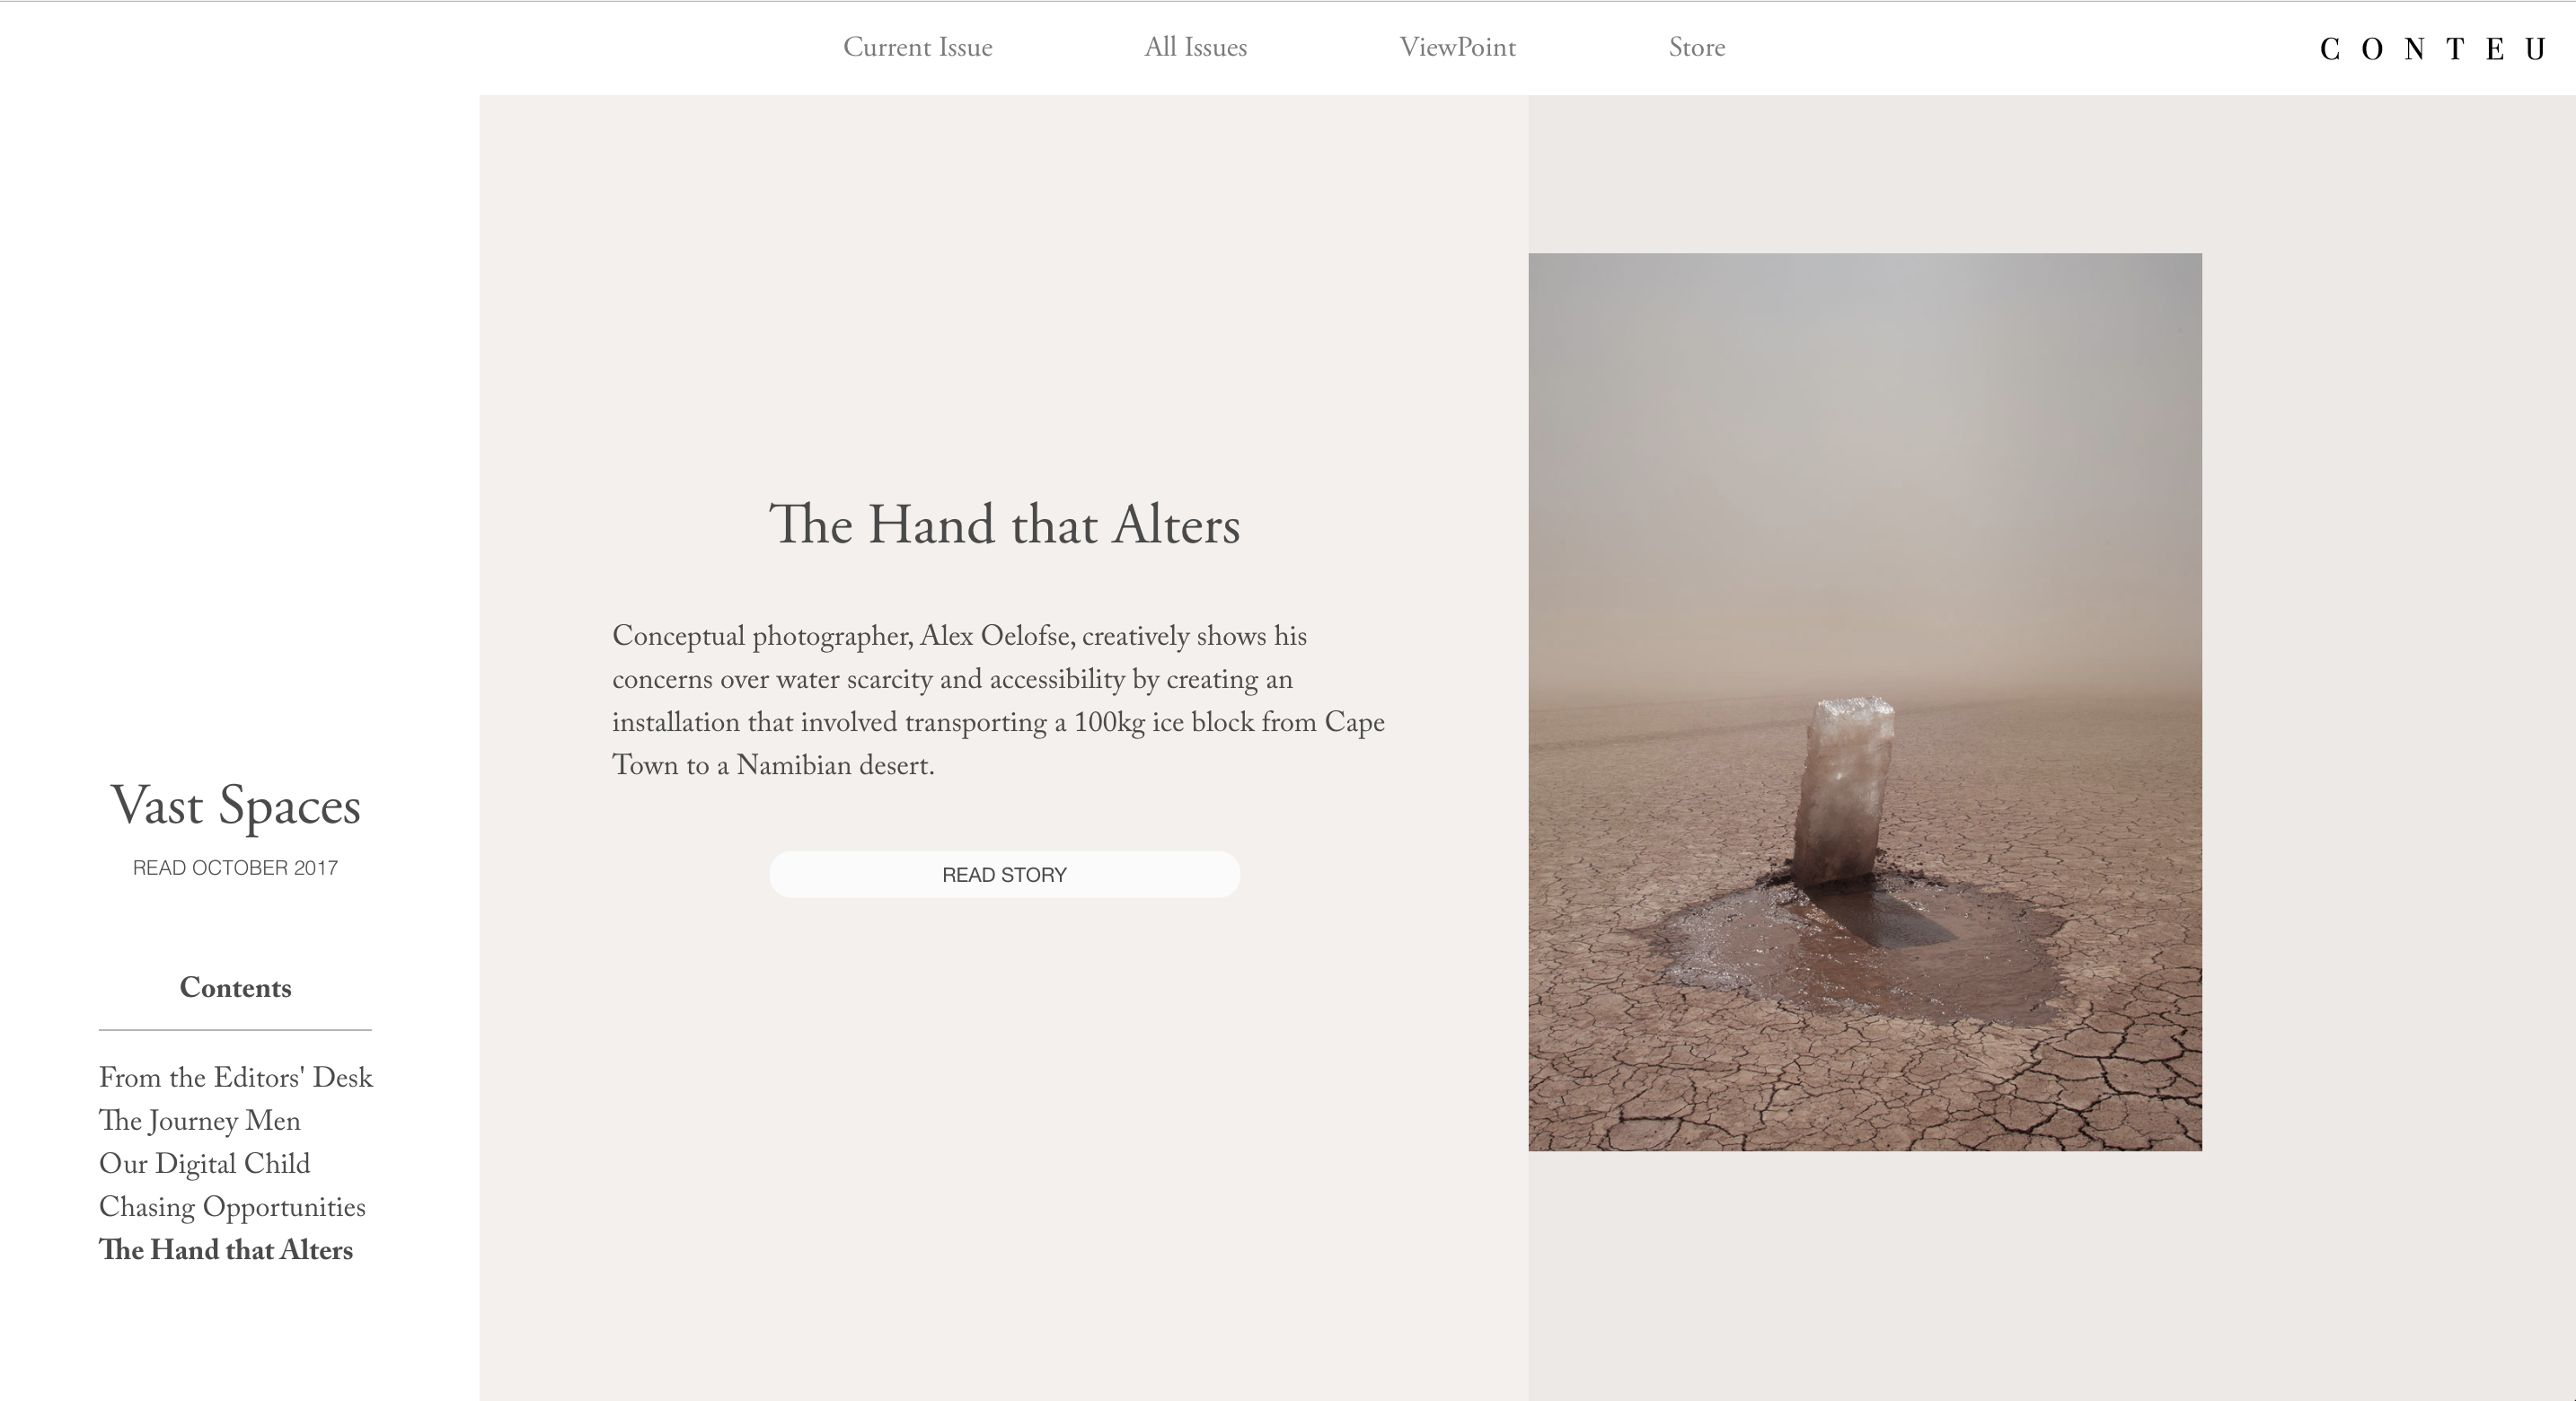 Current Issue
All Issues
ViewPoint
Store
C O N T E U
Vast Spaces
READ OCTOBER 2017
Contents
From the Editors' Desk
The Journey Men
Our Digital Child
Chasing Opportunities
The Hand that Alters
The Hand that Alters
Conceptual photographer, Alex Oelofse, creatively shows his
concerns over water scarcity and accessibility by creating an
installation that involved transporting a 100kg ice block from Cape
Town to a Namibian desert.
READ STORY